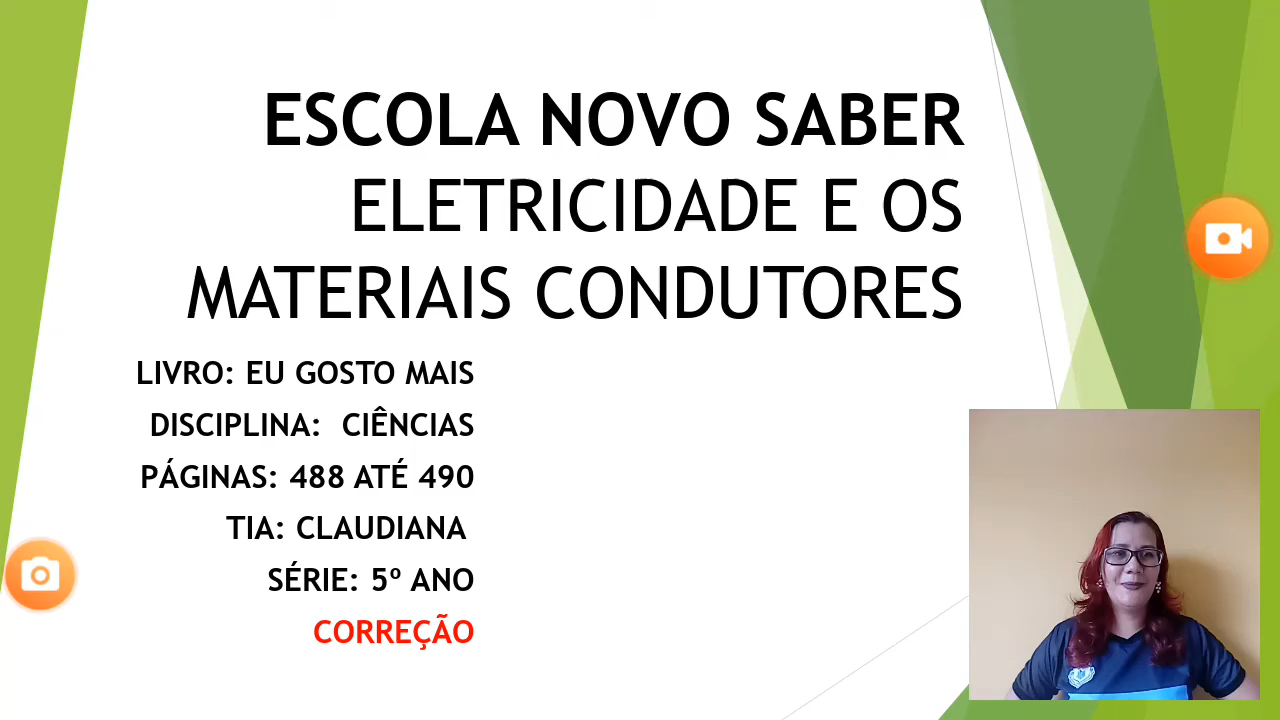 ESCOLA NOVO SABER
ELETRICIDADE E OS
MATERIAIS CONDUTORES
LIVRO: EU GOSTO MAIS
DISCIPLINA: CIÊNCIAS
PÁGINAS: 488 ATÉ 490
TIA: CLAUDIANA
SÉRIE: 5º ANO
CORREÇÃO